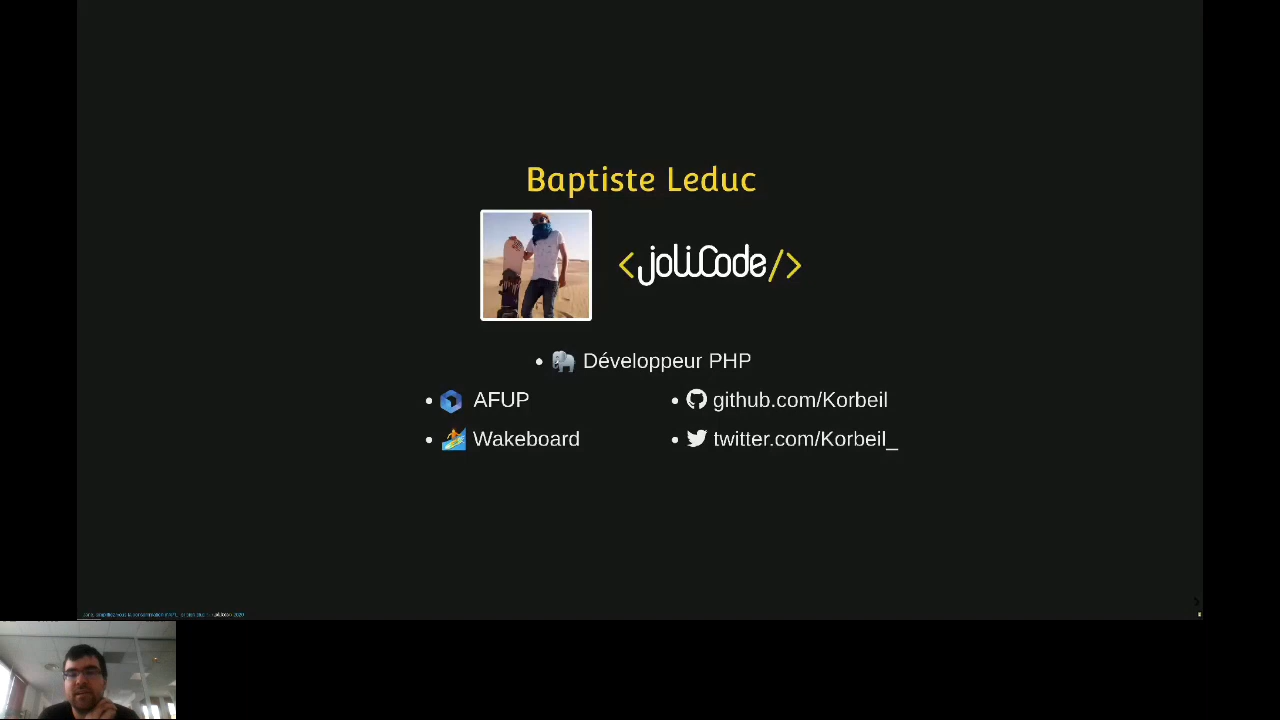 Baptiste Leduc
<joliCode/>
Développeur PHP
AFUP
github.com/Korbeil
Wakeboard
twitter.com/Korbeil_